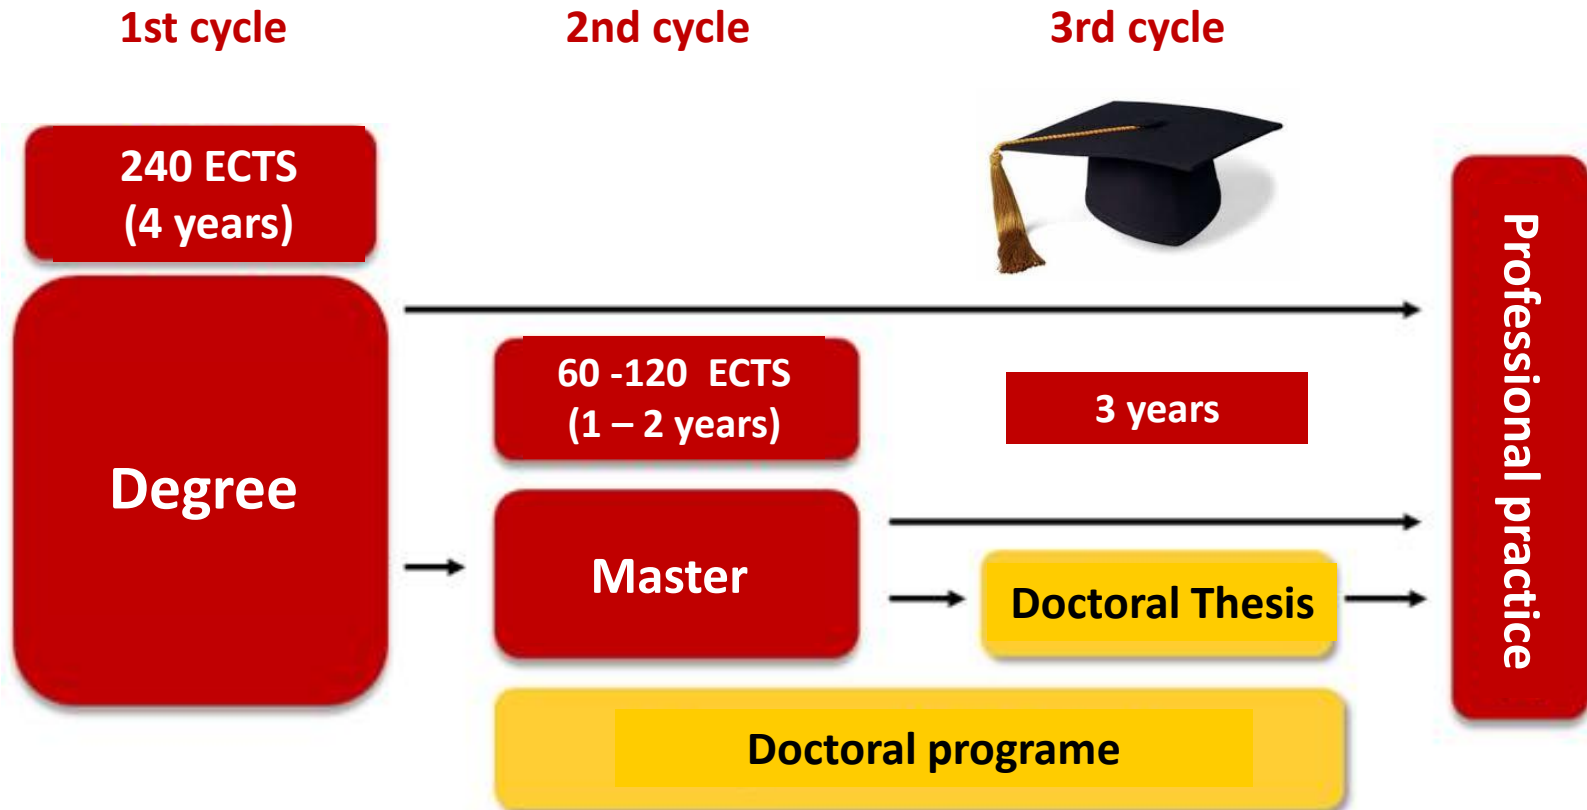 1st cycle
2nd cycle
3rd cycle
240 ECTS
(4 years)
Degree
60 -120 ECTS
(1 – 2 years)
Master
3 years
Doctoral Thesis
Doctoral programe
Professional practice